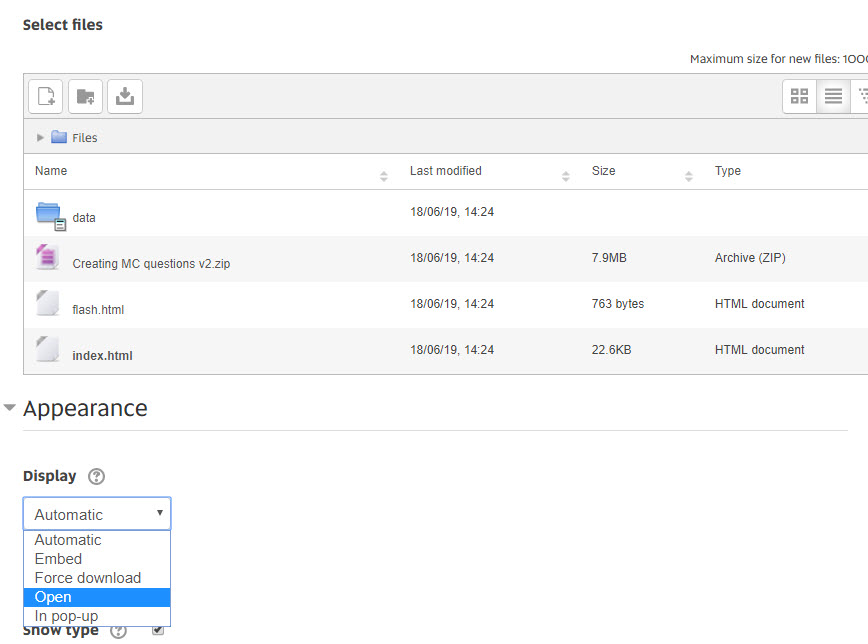 Select files
Maximum size for new files: 100
Files
Name Last modified Size Type
data 18/06/19, 14:24
Creating MC questions v2.zip 18/06/19, 14:24 7.9MB Archive (ZIP)
flash.html 18/06/19, 14:24 763 bytes HTML document
index.html 18/06/19, 14:24 22.6KB HTML document
Appearance
Display ?
Automatic
Automatic
Embed
Force download
Open
In pop-up
Show type ?